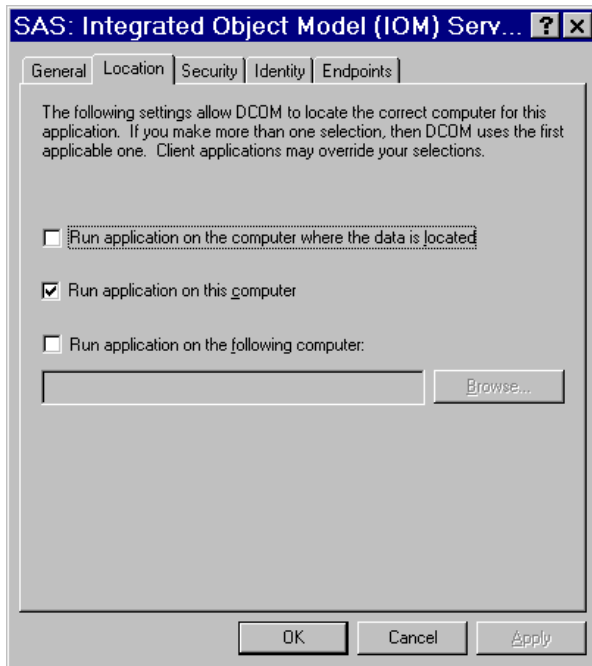 SAS: Integrated Object Model (IOM) Serv...
General Location Security Identity Endpoints
The following settings allow DCOM to locate the correct computer for this
application. If you make more than one selection, then DCOM uses the first
applicable one. Client applications may override your selections.
Run application on the computer where the data is located
Run application on this computer
Run application on the following computer:
Browse...
OK Cancel Apply